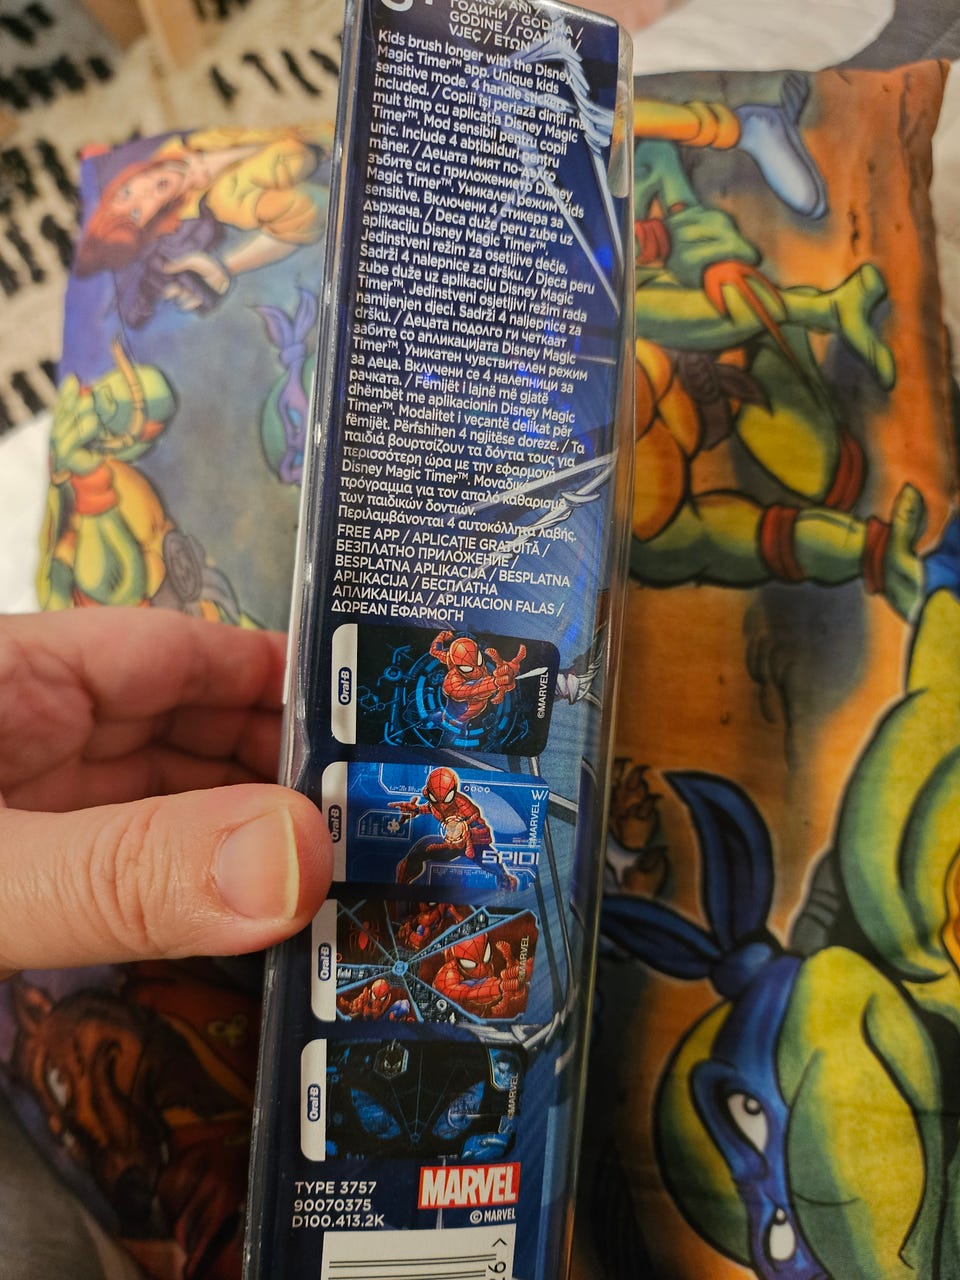 ANI /
ГОДИНИ / GODINA /
GODINE / ГОДИНИ /
VJEÇ / ΕΤΩΝ
Kids brush longer with the Disney
Magic Timer™ app. Unique kids
sensitive mode. 4 handle stickers
included. / Copiii își periază dinții mai
mult timp cu aplicația Disney Magic
Timer™. Mod sensibil pentru copii
unic. Include 4 abțibilduri pentru
mâner. / Децата мият по-дълго
зъбите си с приложението Disney
Magic Timer™. Уникален режим Kids
sensitive. Включени 4 стикера за
държача. / Deca duže peru zube uz
aplikaciju Disney Magic Timer™.
Jedinstveni režim za osetljive dečje.
Sadrži 4 nalepnice za dršku. / Djeca peru
zube duže uz aplikaciju Disney Magic
Timer™. Jedinstveni osjetljivi režim rada
namijenjen djeci. Sadrži 4 naljepnice za
dršku. / Децата подолго ги четкаат
забите со апликацијата Disney Magic
Timer™. Уникатен чувствителен режим
за деца. Вклучени се 4 налепници за
рачката. / Fëmijët i lajnë më gjatë
dhëmbët me aplikacionin Disney Magic
Timer™. Modalitet i veçantë delikat për
fëmijët. Përfshihen 4 ngjitëse doreze. / Τα
παιδιά βουρτσίζουν τα δόντια τους για
περισσότερη ώρα με την εφαρμογή
Disney Magic Timer™. Μοναδικό
πρόγραμμα για τον απαλό καθαρισμό
των παιδικών δοντιών.
Περιλαμβάνονται 4 αυτοκόλλητα λαβής.
FREE APP / APLICAȚIE GRATUITĂ /
БЕЗПЛАТНО ПРИЛОЖЕНИЕ /
BESPLATNA APLIKACIJA / BESPLATNA
APLIKACIJA / БЕСПЛАТНА
АПЛИКАЦИЈА / APLIKACION FALAS /
ΔΩΡΕΑΝ ΕΦΑΡΜΟΓΗ
Oral-B
©MARVEL
Oral-B
SPID
©MARVEL
Oral-B
©MARVEL
Oral-B
©MARVEL
TYPE 3757
90070375
D100.413.2K
MARVEL
© MARVEL